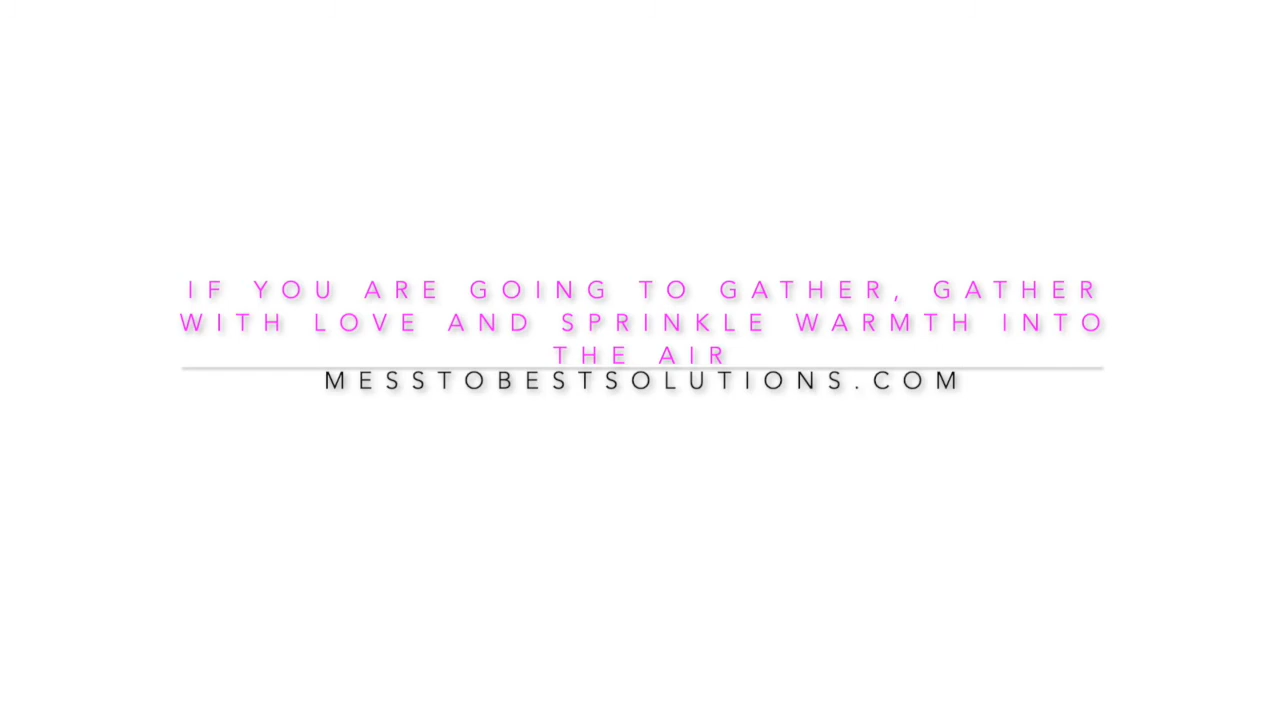 IF YOU ARE GOING TO GATHER, GATHER
WITH LOVE AND SPRINKLE WARMTH INTO
THE AIR
MESSTOBESTSOLUTIONS.COM